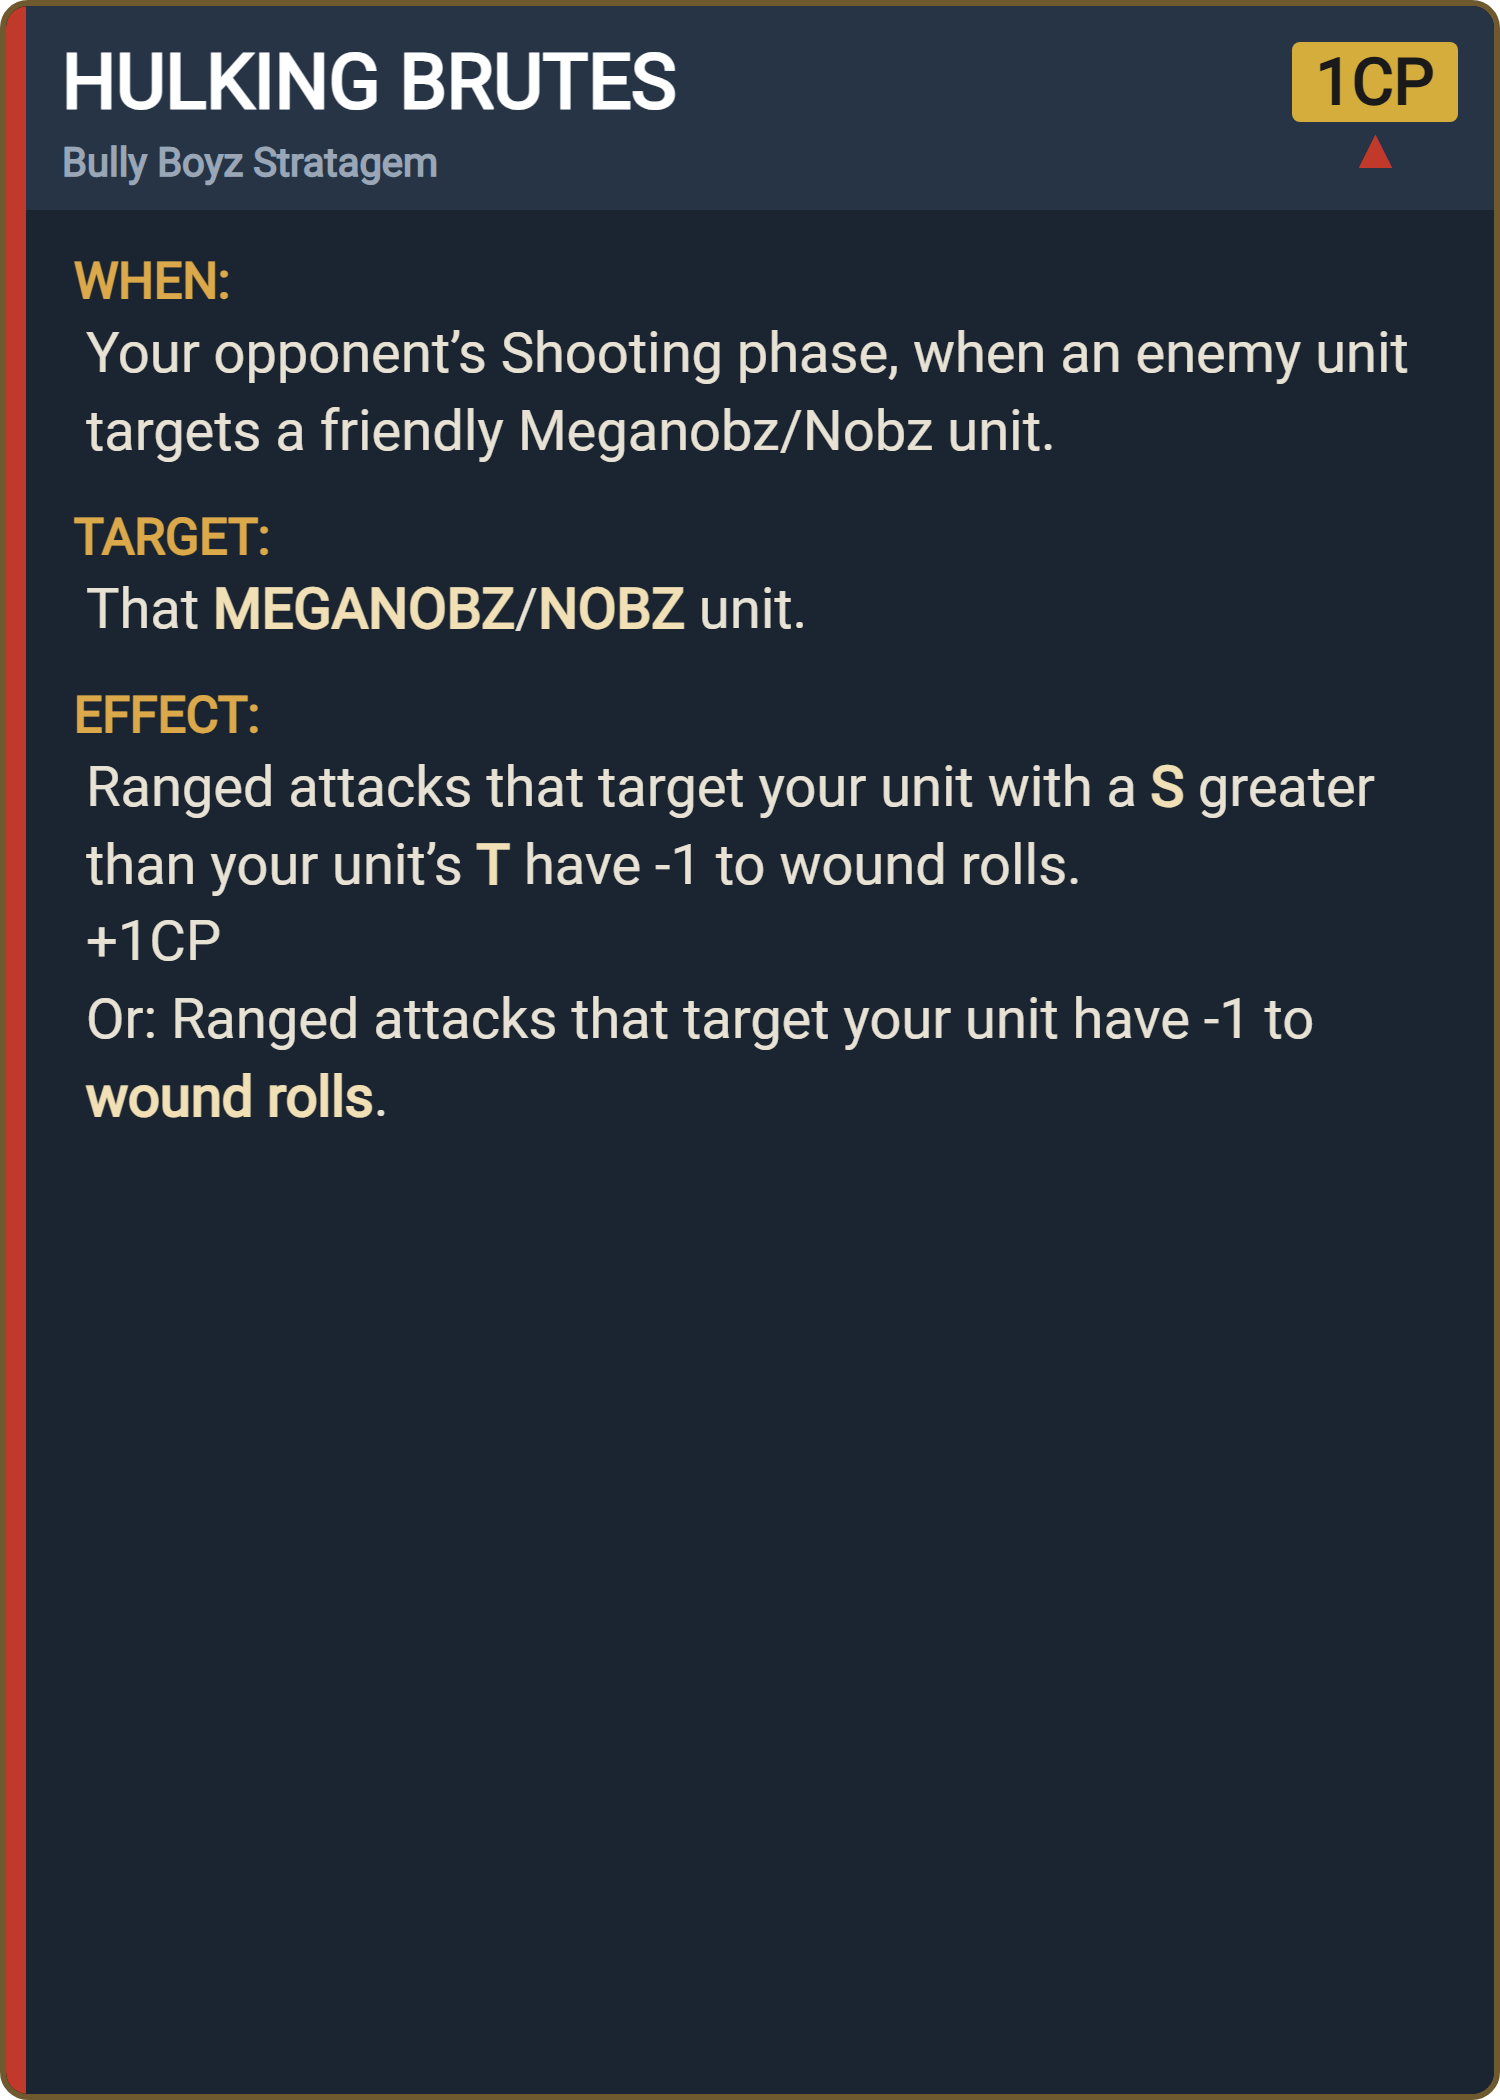 HULKING BRUTES
1CP
Bully Boyz Stratagem
WHEN:
Your opponent’s Shooting phase, when an enemy unit
targets a friendly Meganobz/Nobz unit.
TARGET:
That MEGANOBZ/NOBZ unit.
EFFECT:
Ranged attacks that target your unit with a S greater
than your unit’s T have -1 to wound rolls.
+1CP
Or: Ranged attacks that target your unit have -1 to
wound rolls.